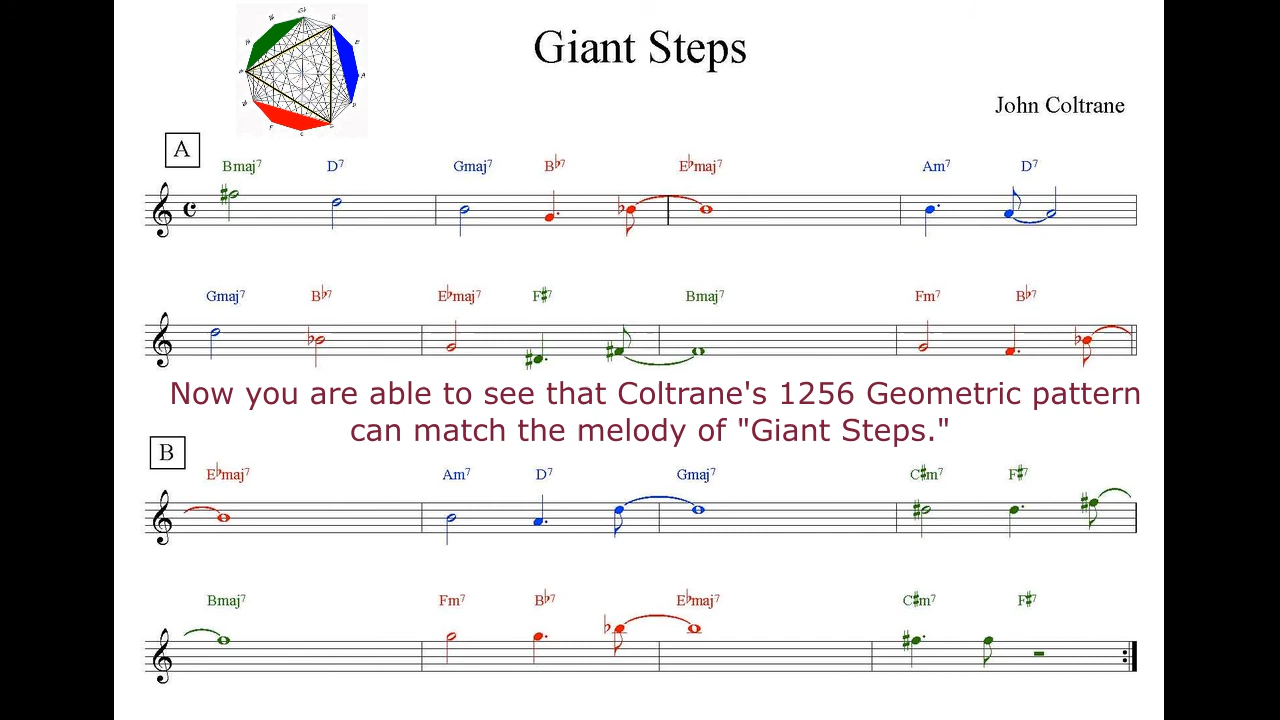 Giant Steps
John Coltrane
A
Bmaj7 D7 Gmaj7 B♭7 E♭maj7 Am7 D7
Gmaj7 B♭7 E♭maj7 F♯7 Bmaj7 Fm7 B♭7
Now you are able to see that Coltrane's 1256 Geometric pattern
can match the melody of "Giant Steps."
B
E♭maj7 Am7 D7 Gmaj7 C♯m7 F♯7
Bmaj7 Fm7 B♭7 E♭maj7 C♯m7 F♯7